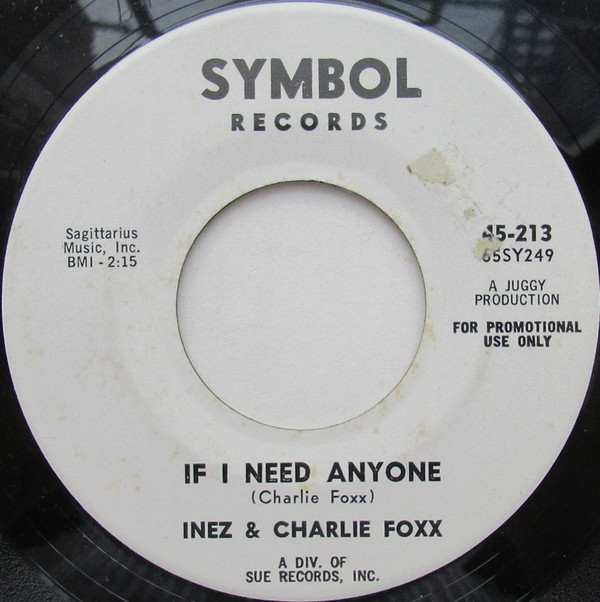 SYMBOL
RECORDS
Sagittarius
Music, Inc.
BMI - 2:15
45-213
65SY249
A JUGGY
PRODUCTION
FOR PROMOTIONAL
USE ONLY
IF I NEED ANYONE
(Charlie Foxx)
INEZ & CHARLIE FOXX
A DIV. OF
SUE RECORDS, INC.